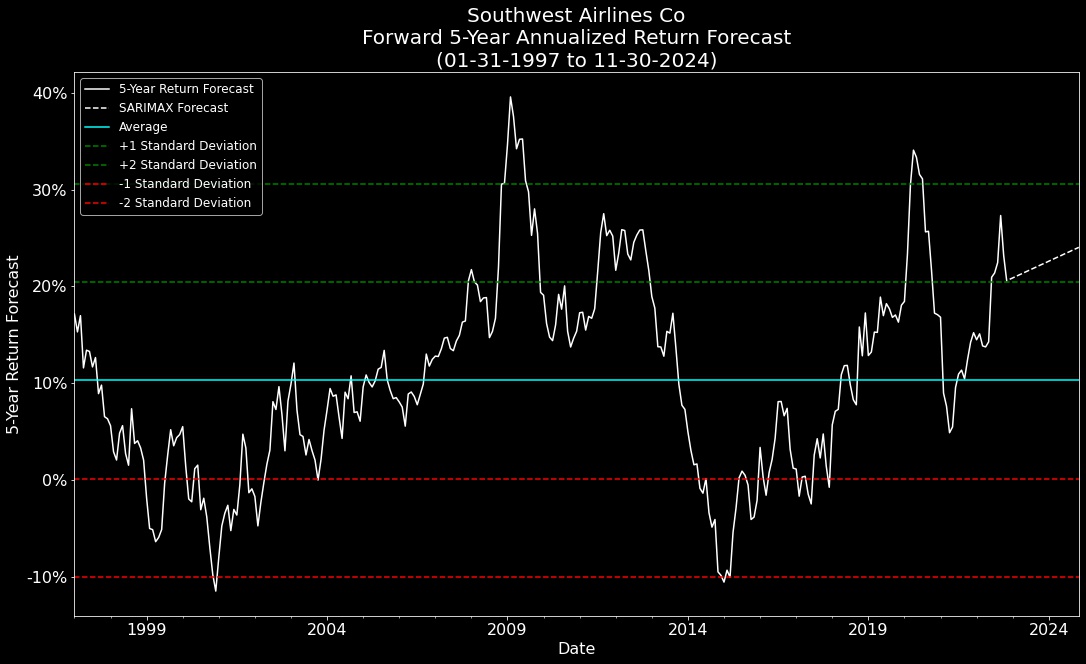 Southwest Airlines Co
Forward 5-Year Annualized Return Forecast
(01-31-1997 to 11-30-2024)
5-Year Return Forecast
SARIMAX Forecast
Average
+1 Standard Deviation
+2 Standard Deviation
-1 Standard Deviation
-2 Standard Deviation
40%
30%
20%
10%
0%
-10%
5-Year Return Forecast
1999
2004
2009
2014
2019
2024
Date